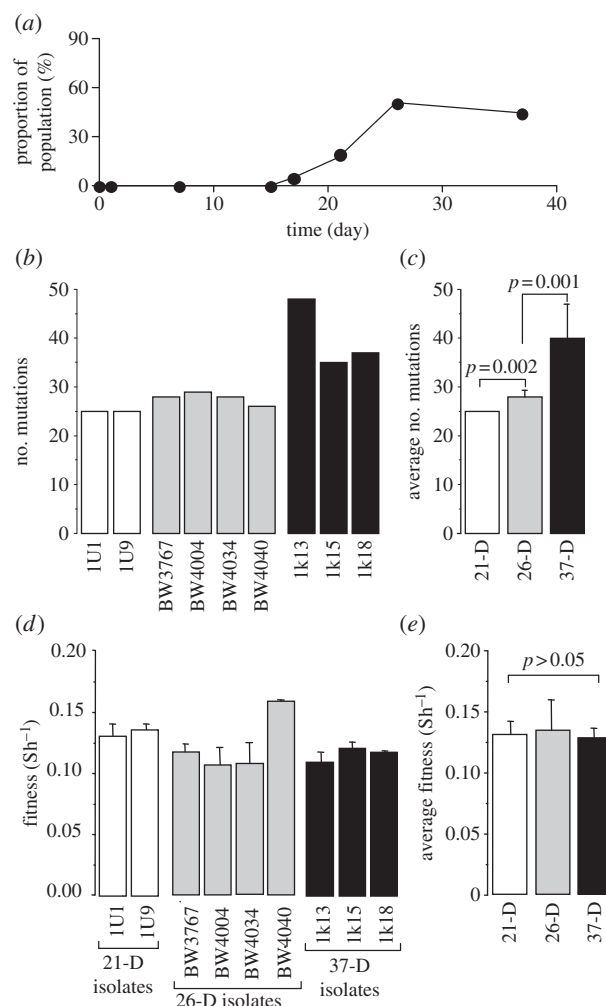 (a)
proportion of
population (%)
90
60
30
0
0 10 20 30 40
time (day)
(b)
no. mutations
50
40
30
20
10
0
1U1
1U9
BW3767
BW4004
BW4034
BW4040
1k13
1k15
1k18
(c)
average no. mutations
50
40
30
20
10
0
p=0.001
p=0.002
21-D
26-D
37-D
(d)
fitness (Sh⁻¹)
0.20
0.15
0.10
0.05
0.00
1U1
1U9
BW3767
BW4004
BW4034
BW4040
1k13
1k15
1k18
21-D
isolates
26-D isolates
37-D
isolates
(e)
average fitness (Sh⁻¹)
0.20
0.15
0.10
0.05
0
p>0.05
21-D
26-D
37-D